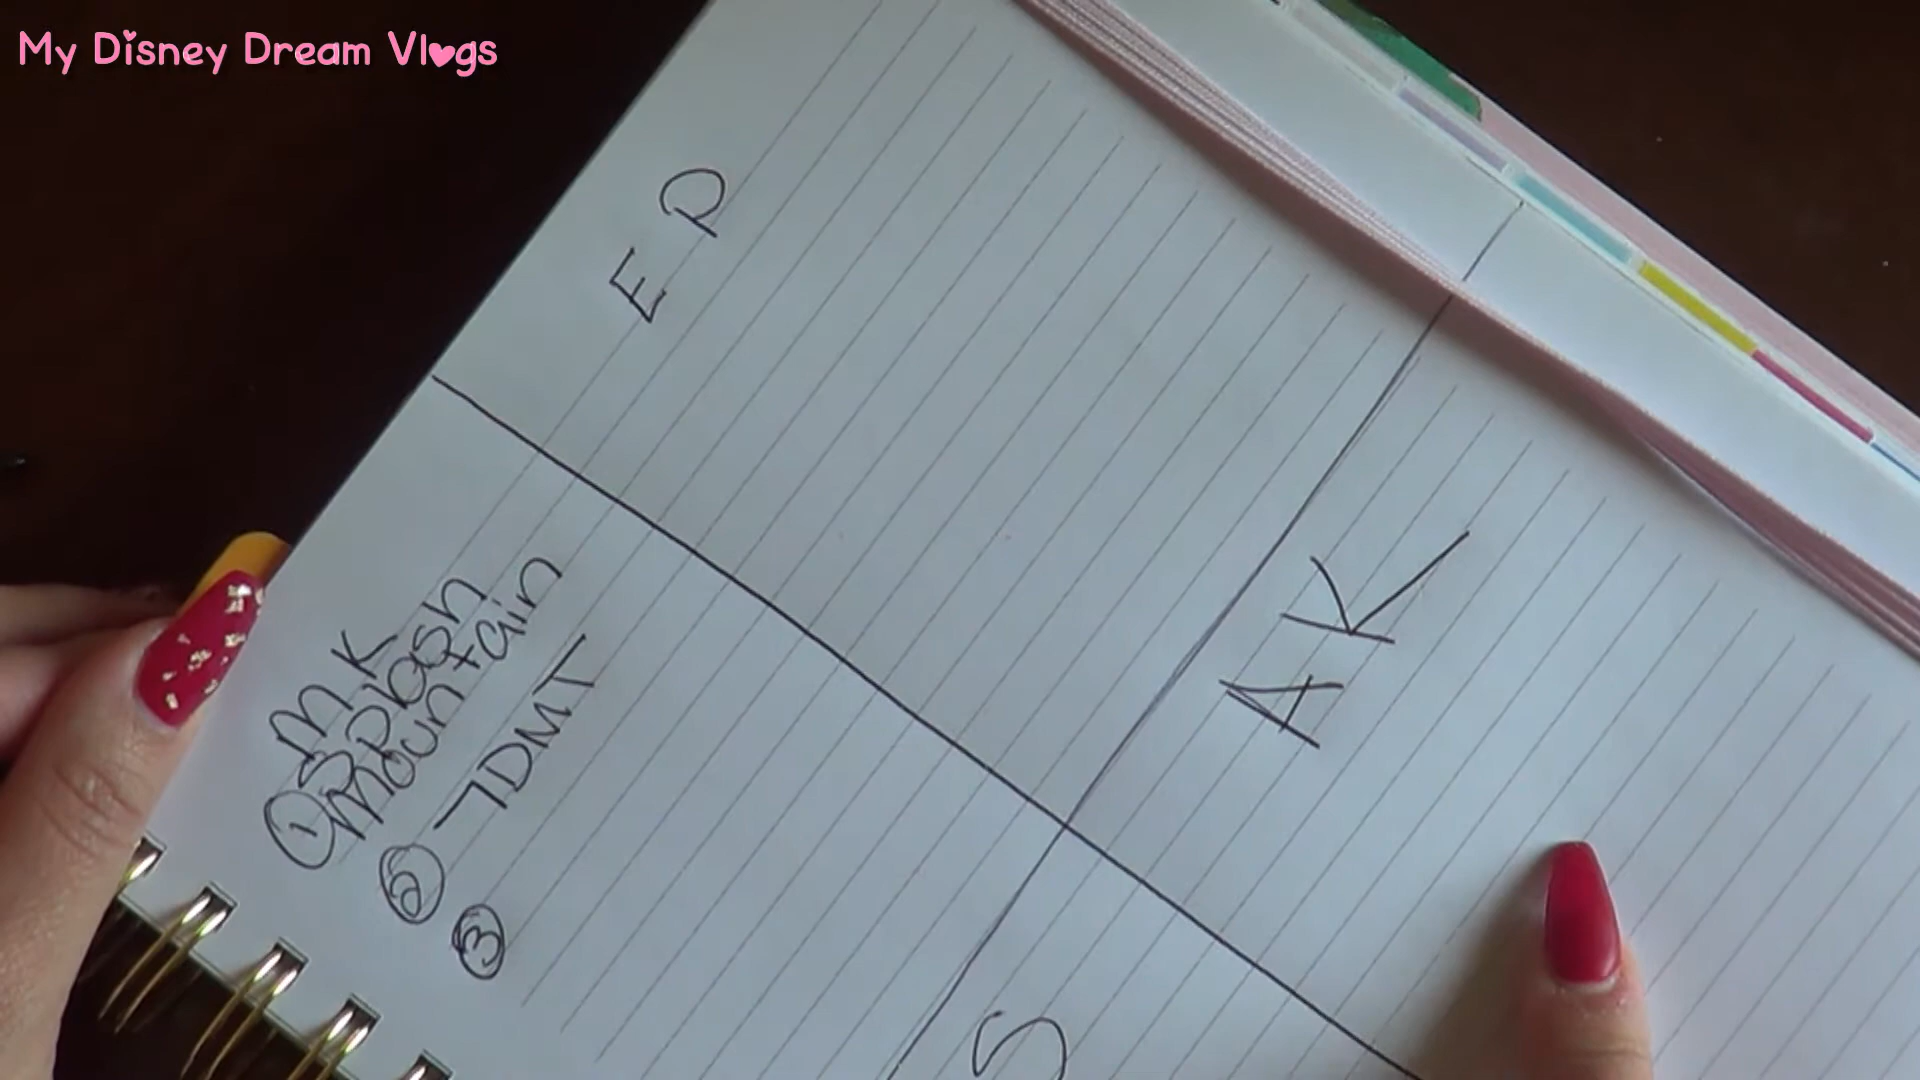 My Disney Dream Vlogs
MK
① Splash
Mountain
② 7DMT
③
EP
S
AK